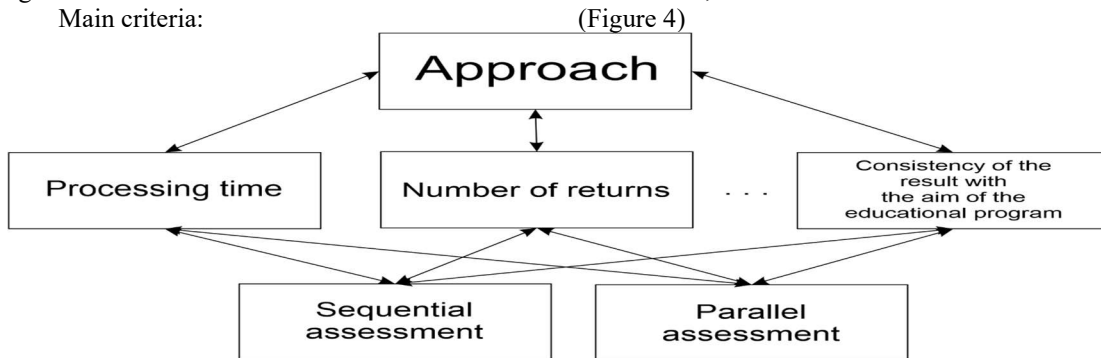 Main criteria:
(Figure 4)
Approach
Processing time
Number of returns
. . .
Consistency of the
result with
the aim of the
educational program
Sequential
assessment
Parallel
assessment